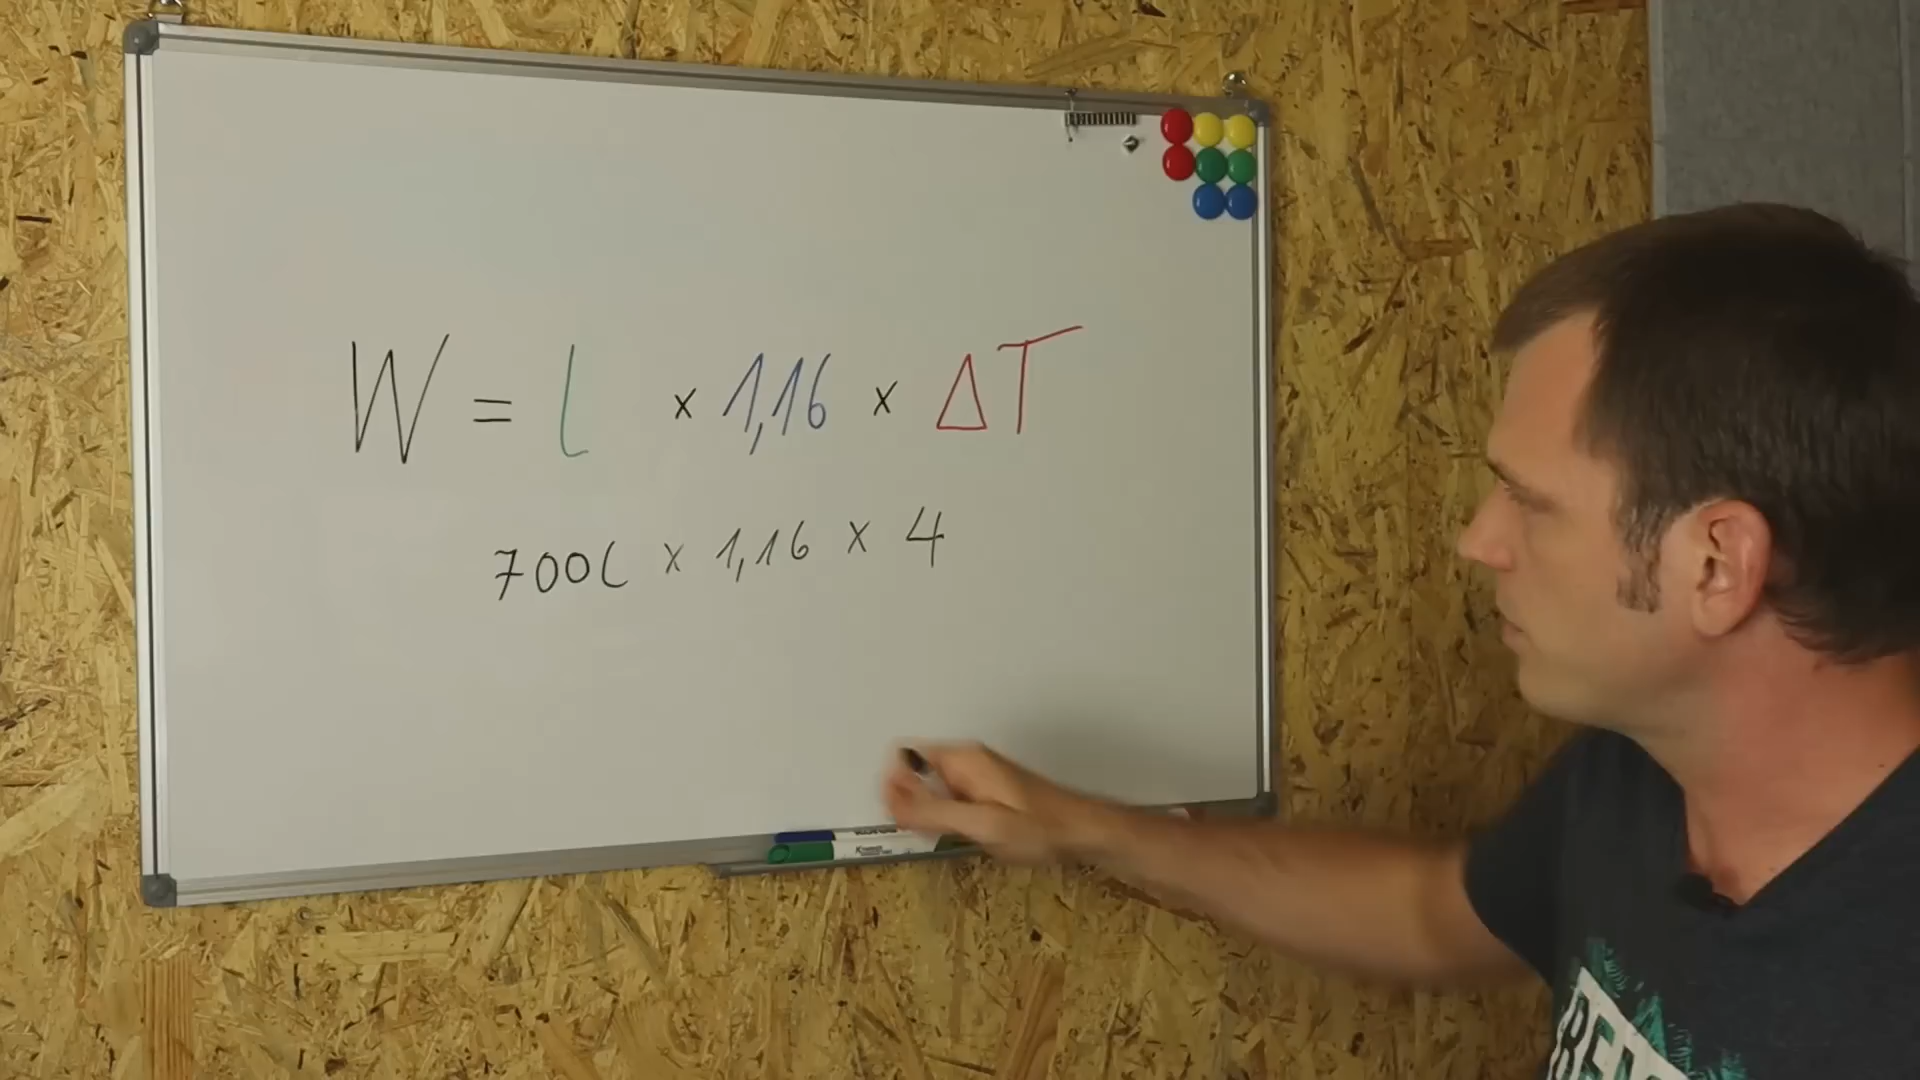 W = l × 1,16 × ΔT
700l × 1,16 × 4